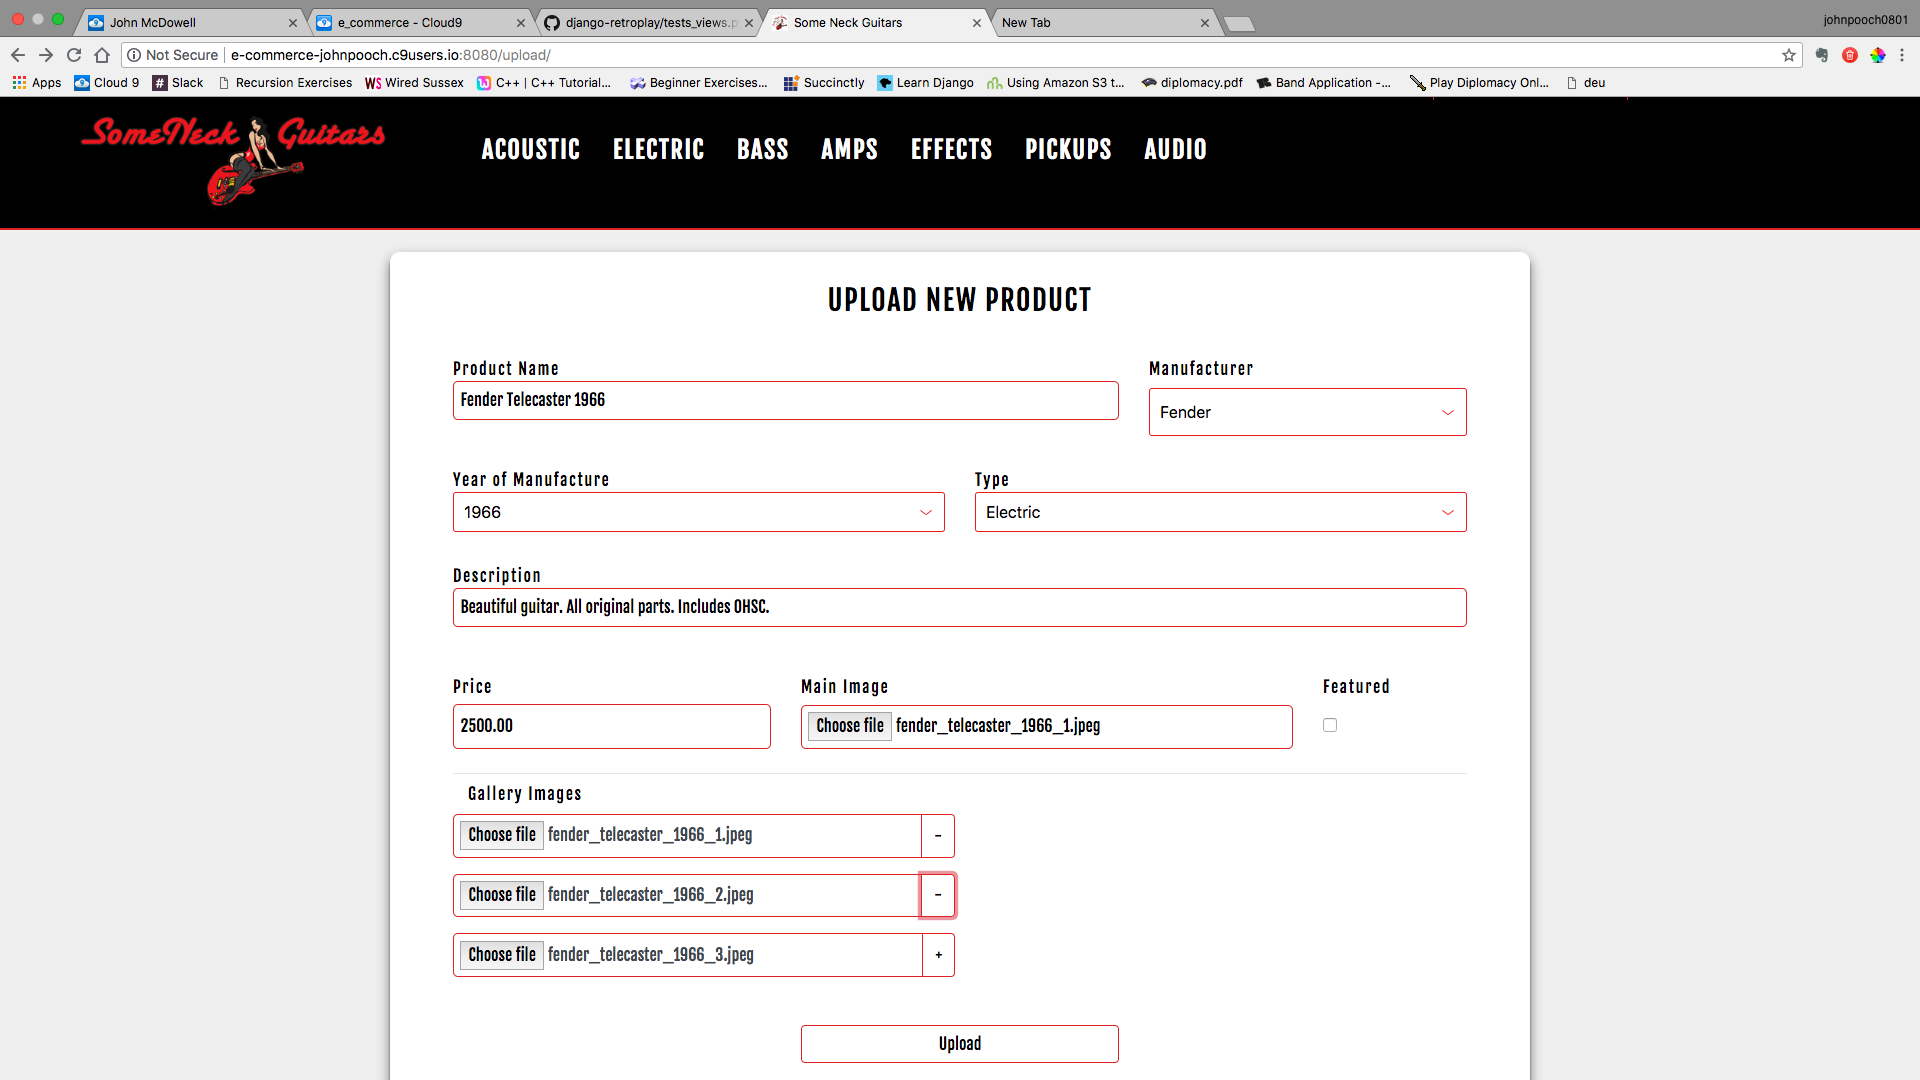 John McDowell
e_commerce - Cloud9
django-retroplay/tests_views.p
Some Neck Guitars
New Tab
johnpooch0801
Not Secure
e-commerce-johnpooch.c9users.io:8080/upload/
Apps
Cloud 9
Slack
Recursion Exercises
WS Wired Sussex
C++ | C++ Tutorial...
Beginner Exercises...
Succinctly
Learn Django
Using Amazon S3 t...
diplomacy.pdf
Band Application -...
Play Diplomacy Onl...
deu
SomeNeck Guitars
ACOUSTIC ELECTRIC BASS AMPS EFFECTS PICKUPS AUDIO
UPLOAD NEW PRODUCT
Product Name
Manufacturer
Fender Telecaster 1966
Fender
Year of Manufacture
Type
1966
Electric
Description
Beautiful guitar. All original parts. Includes OHSC.
Price
Main Image
Featured
2500.00
Choose file fender_telecaster_1966_1.jpeg
Gallery Images
Choose file fender_telecaster_1966_1.jpeg -
Choose file fender_telecaster_1966_2.jpeg -
Choose file fender_telecaster_1966_3.jpeg +
Upload